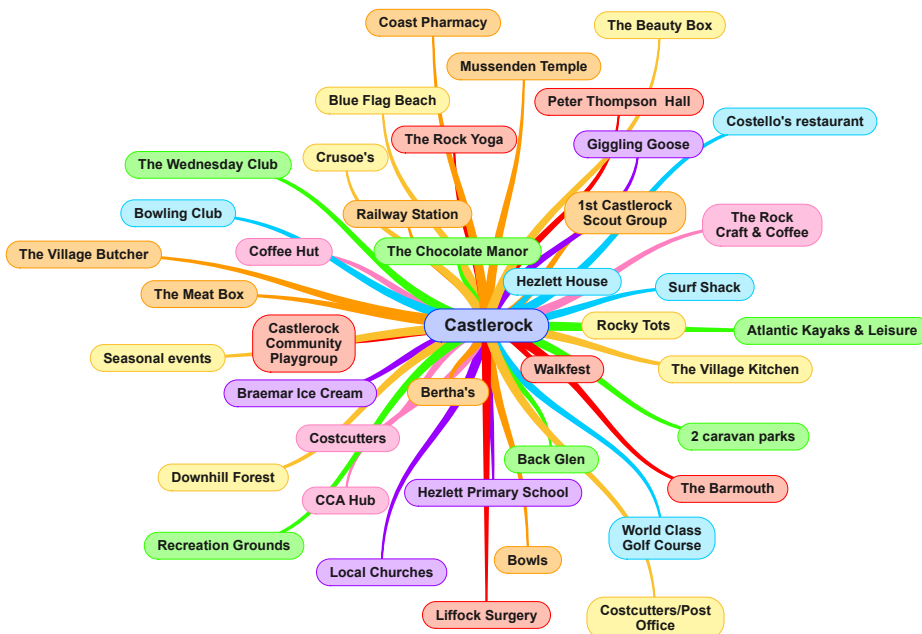 Coast Pharmacy
The Beauty Box
Mussenden Temple
Blue Flag Beach
Peter Thompson  Hall
Costello's restaurant
The Rock Yoga
Giggling Goose
Crusoe's
The Wednesday Club
Railway Station
1st Castlerock
Scout Group
Bowling Club
The Rock
Craft & Coffee
Coffee Hut
The Chocolate Manor
The Village Butcher
Hezlett House
Surf Shack
The Meat Box
Castlerock
Rocky Tots
Atlantic Kayaks & Leisure
Castlerock
Community
Playgroup
Seasonal events
Walkfest
The Village Kitchen
Braemar Ice Cream
Bertha's
Costcutters
2 caravan parks
Back Glen
Downhill Forest
The Barmouth
CCA Hub
Hezlett Primary School
World Class
Golf Course
Recreation Grounds
Bowls
Local Churches
Liffock Surgery
Costcutters/Post
Office